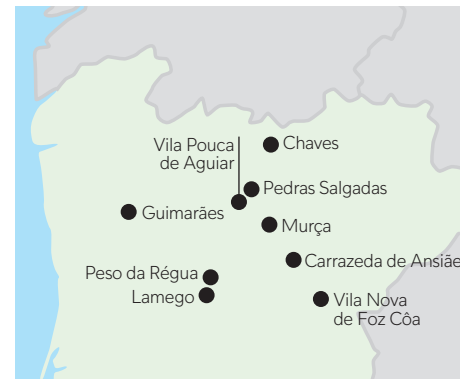 Vila Pouca
de Aguiar
Chaves
Pedras Salgadas
Guimarães
Murça
Carrazeda de Ansiães
Peso da Régua
Lamego
Vila Nova
de Foz Côa